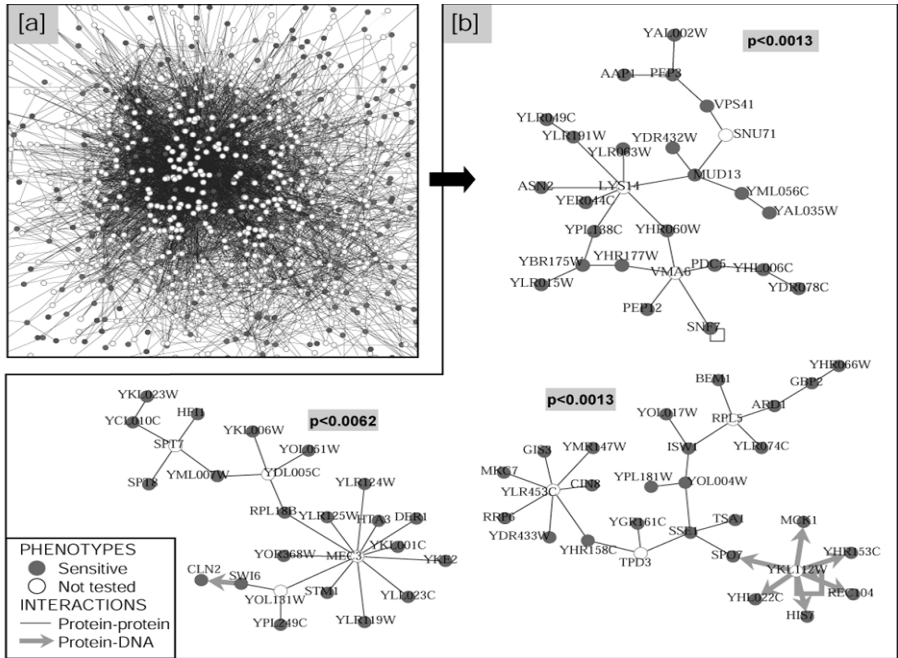 [a]
[b]
p<0.0013
YAL002W
AAP1
PEP3
VPS41
SNU71
YLR049C
YLR191W
YLR063W
YDR432W
MUD13
ASN2
LYS14
YER044C
YML056C
YAL035W
YPL138C
YHR060W
YBR175W
YHR177W
VMA6
PDC5
YHL006C
YLR015W
YDR078C
PEP12
SNF7
p<0.0062
YKL023W
YCL010C
HFI1
SPT7
SPT8
YML007W
YKL006W
YOL051W
YDL005C
RPL18B
YLR124W
YLR125W
HTA3
DER1
YKL001C
YOR368W
MEC3
YKE2
CLN2
SWI6
YOL131W
STM1
YLL023C
YPL249C
YLR119W
p<0.0013
YHR066W
BEM1
GBP2
ARD1
YOL017W
RPL5
YLR074C
ISW1
GIS3
YMR147W
MKC7
YLR453C
CIN8
YPL181W
YOL004W
RRP6
YDR433W
YHR158C
YGR161C
TPD3
SSE1
TSA1
MCK1
SPO7
YKL112W
YHR153C
YHL022C
REC104
HIS7
PHENOTYPES
Sensitive
Not tested
INTERACTIONS
Protein-protein
Protein-DNA